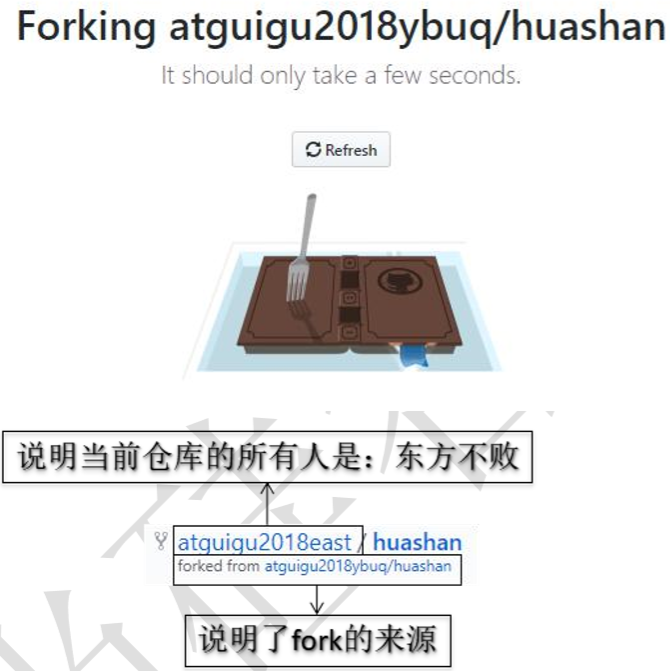 Forking atguigu2018ybuq/huashan
It should only take a few seconds.
Refresh
说明当前仓库的所有人是：东方不败
atguigu2018east / huashan
forked from atguigu2018ybuq/huashan
说明了fork的来源